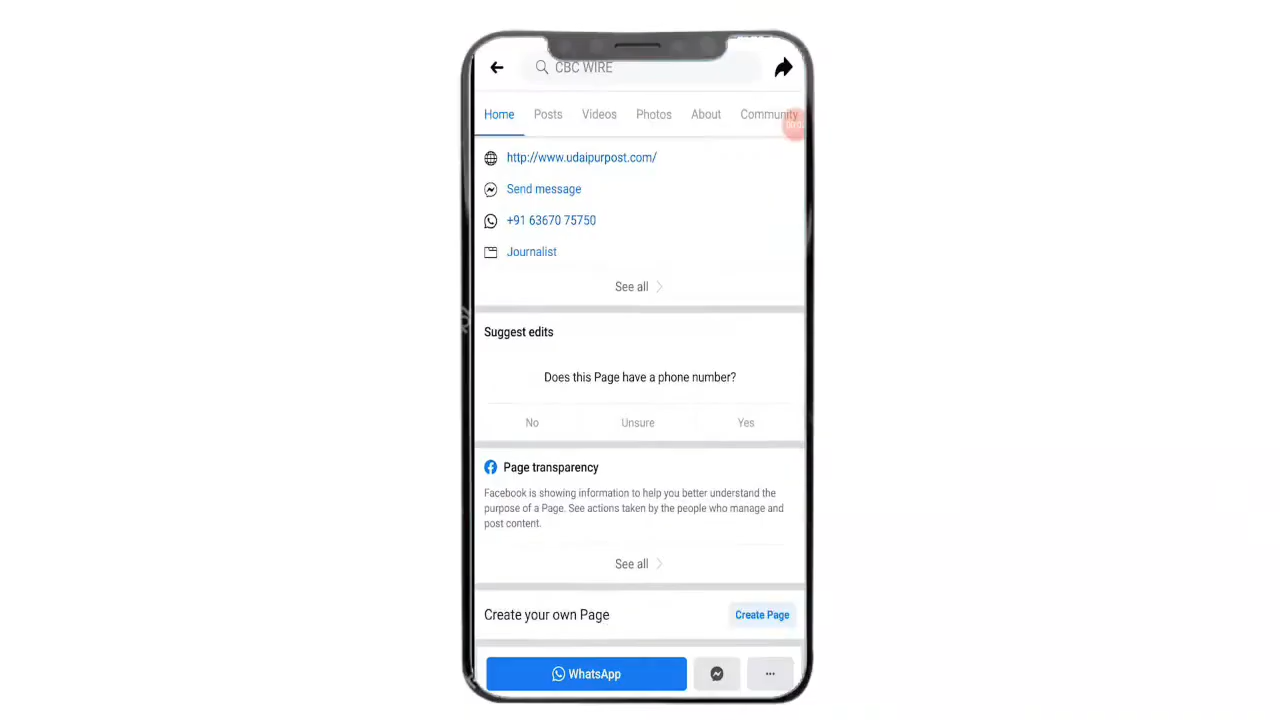 CBC WIRE
Home Posts Videos Photos About Community
http://www.udaipurpost.com/
Send message
+91 63670 75750
Journalist
See all
Suggest edits
Does this Page have a phone number?
No Unsure Yes
Page transparency
Facebook is showing information to help you better understand the
purpose of a Page. See actions taken by the people who manage and
post content.
See all
Create your own Page Create Page
WhatsApp